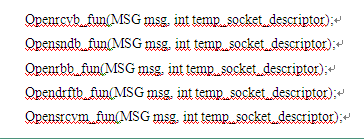 Openrcvb_fun(MSG msg, int temp_socket_descriptor);
Opensndb_fun(MSG msg, int temp_socket_descriptor);
Openrbb_fun(MSG msg, int temp_socket_descriptor);
Opendrftb_fun(MSG msg, int temp_socket_descriptor);
Opensrcvm_fun(MSG msg, int temp_socket_descriptor);